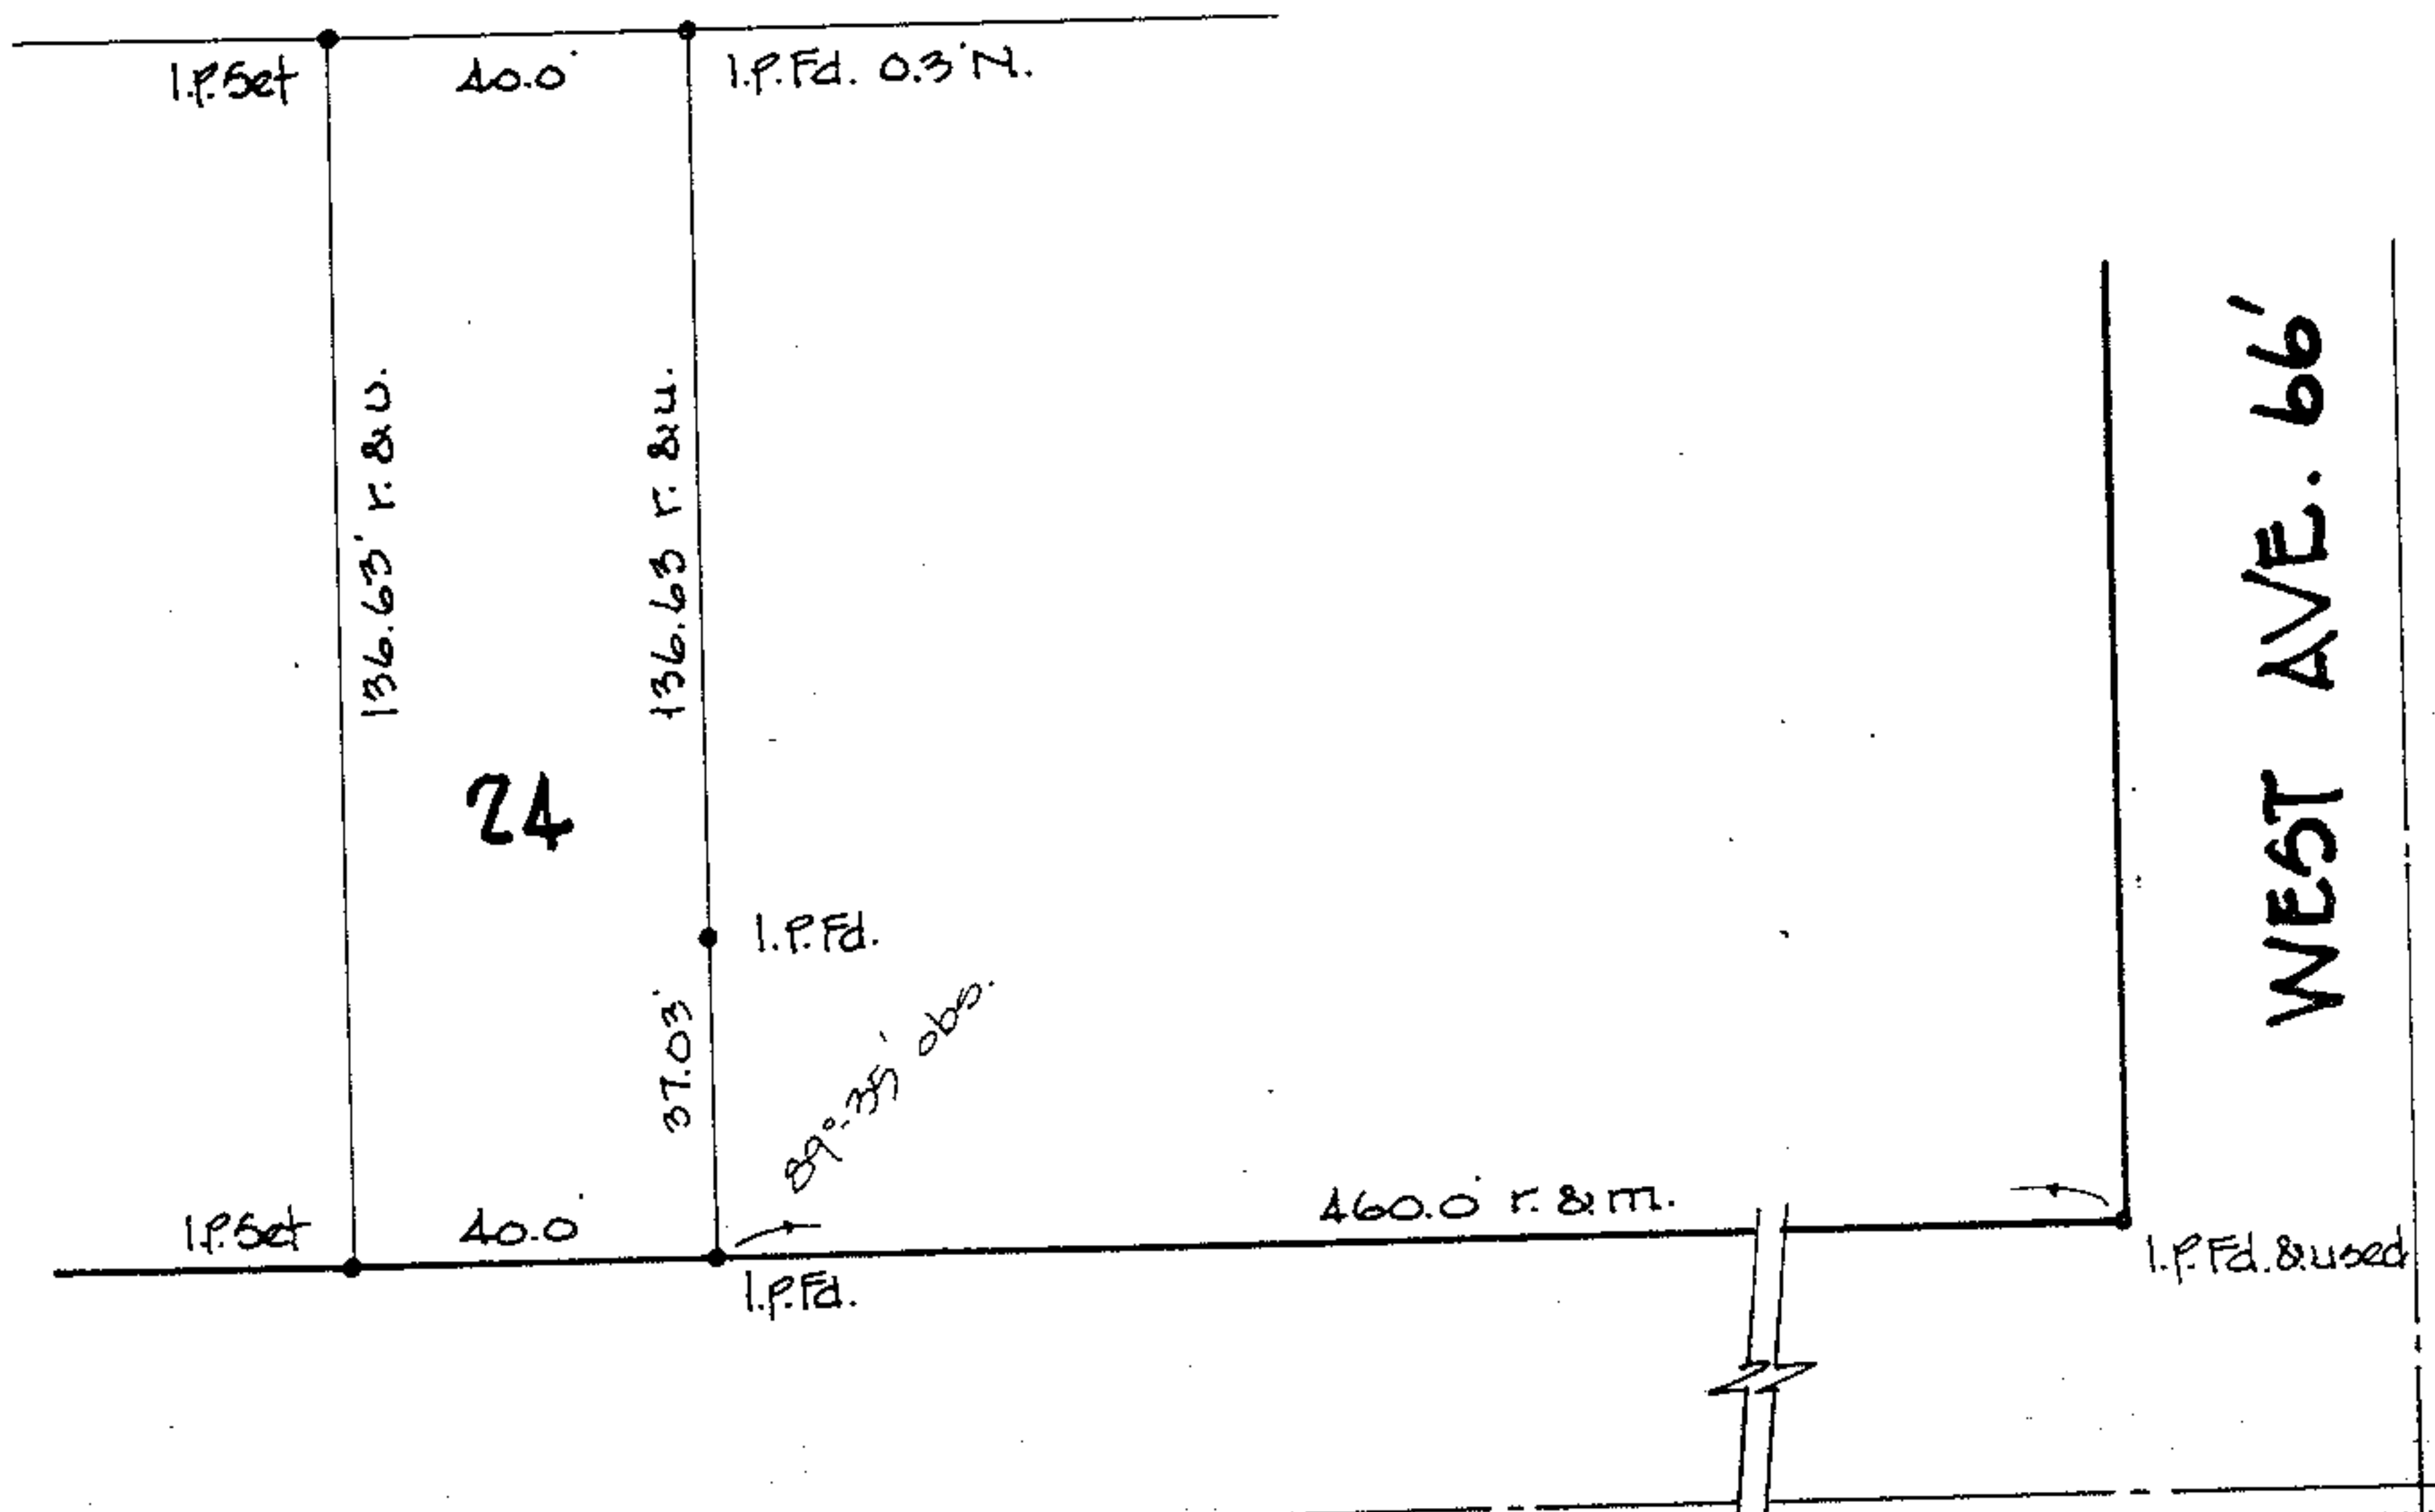 I.P.Set 40.0' I.P.Fd. 0.3'N.
136.63' r. & u.
136.63 r. & u.
WEST AVE. 66'
24
I.P.Fd.
37.03'
89°-35' obs.
460.0' r. & m.
I.P.Set 40.0'
I.P.Fd.
I.P.Fd. & used